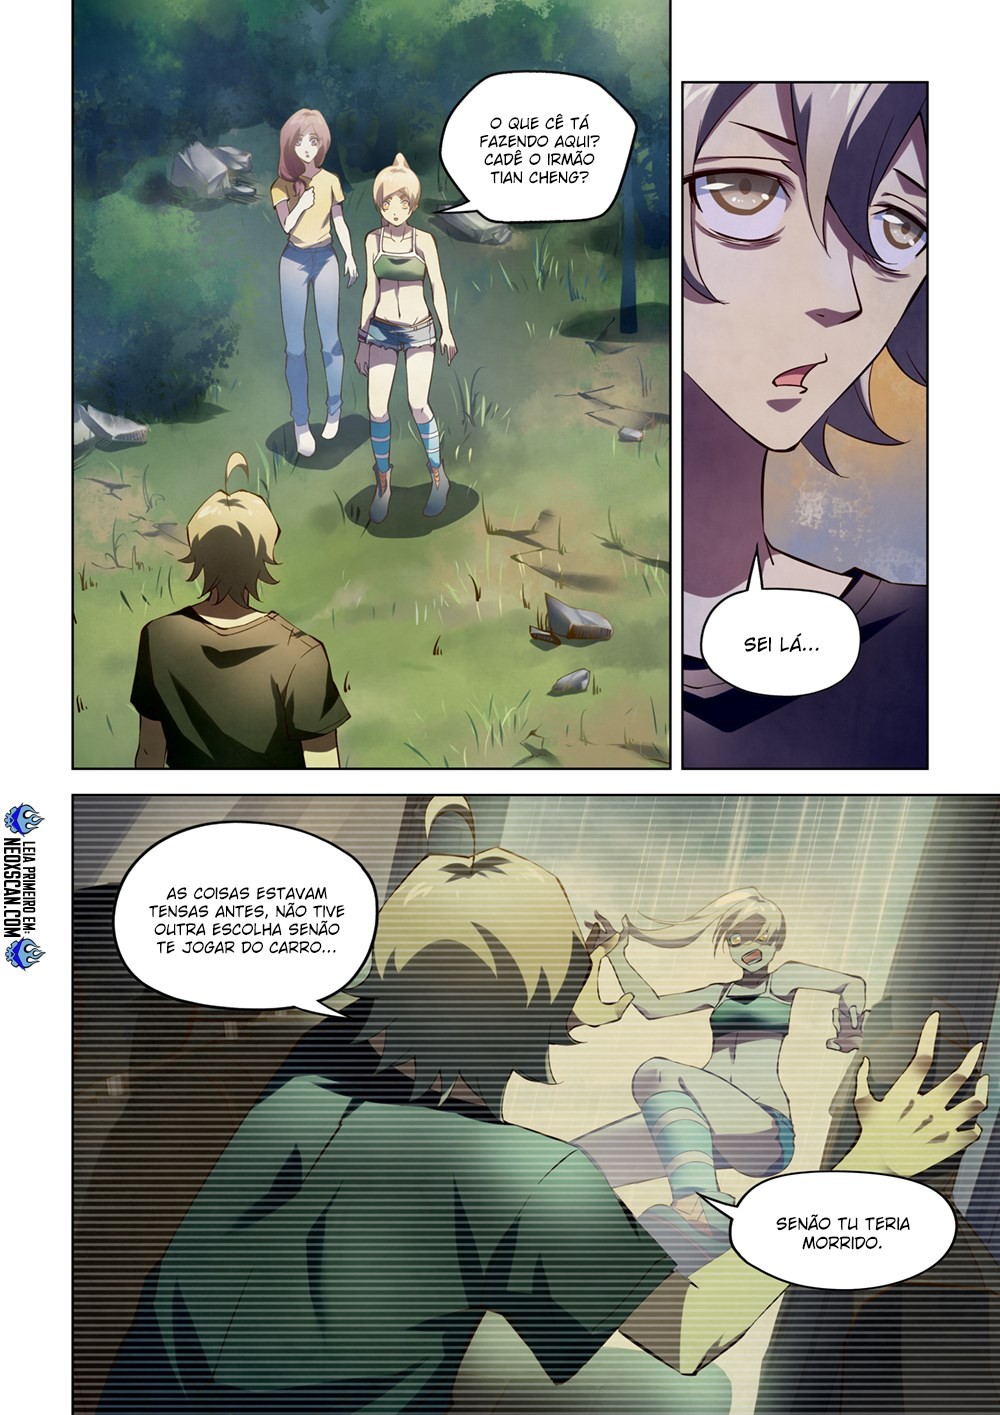 O QUE CÊ TÁ
FAZENDO AQUI?
CADÊ O IRMÃO
TIAN CHENG?
SEI LÁ...
AS COISAS ESTAVAM
TENSAS ANTES, NÃO TIVE
OUTRA ESCOLHA SENÃO
TE JOGAR DO CARRO...
SENÃO TU TERIA
MORRIDO.
LEIA PRIMEIRO EM:
NEOXSCAN.COM